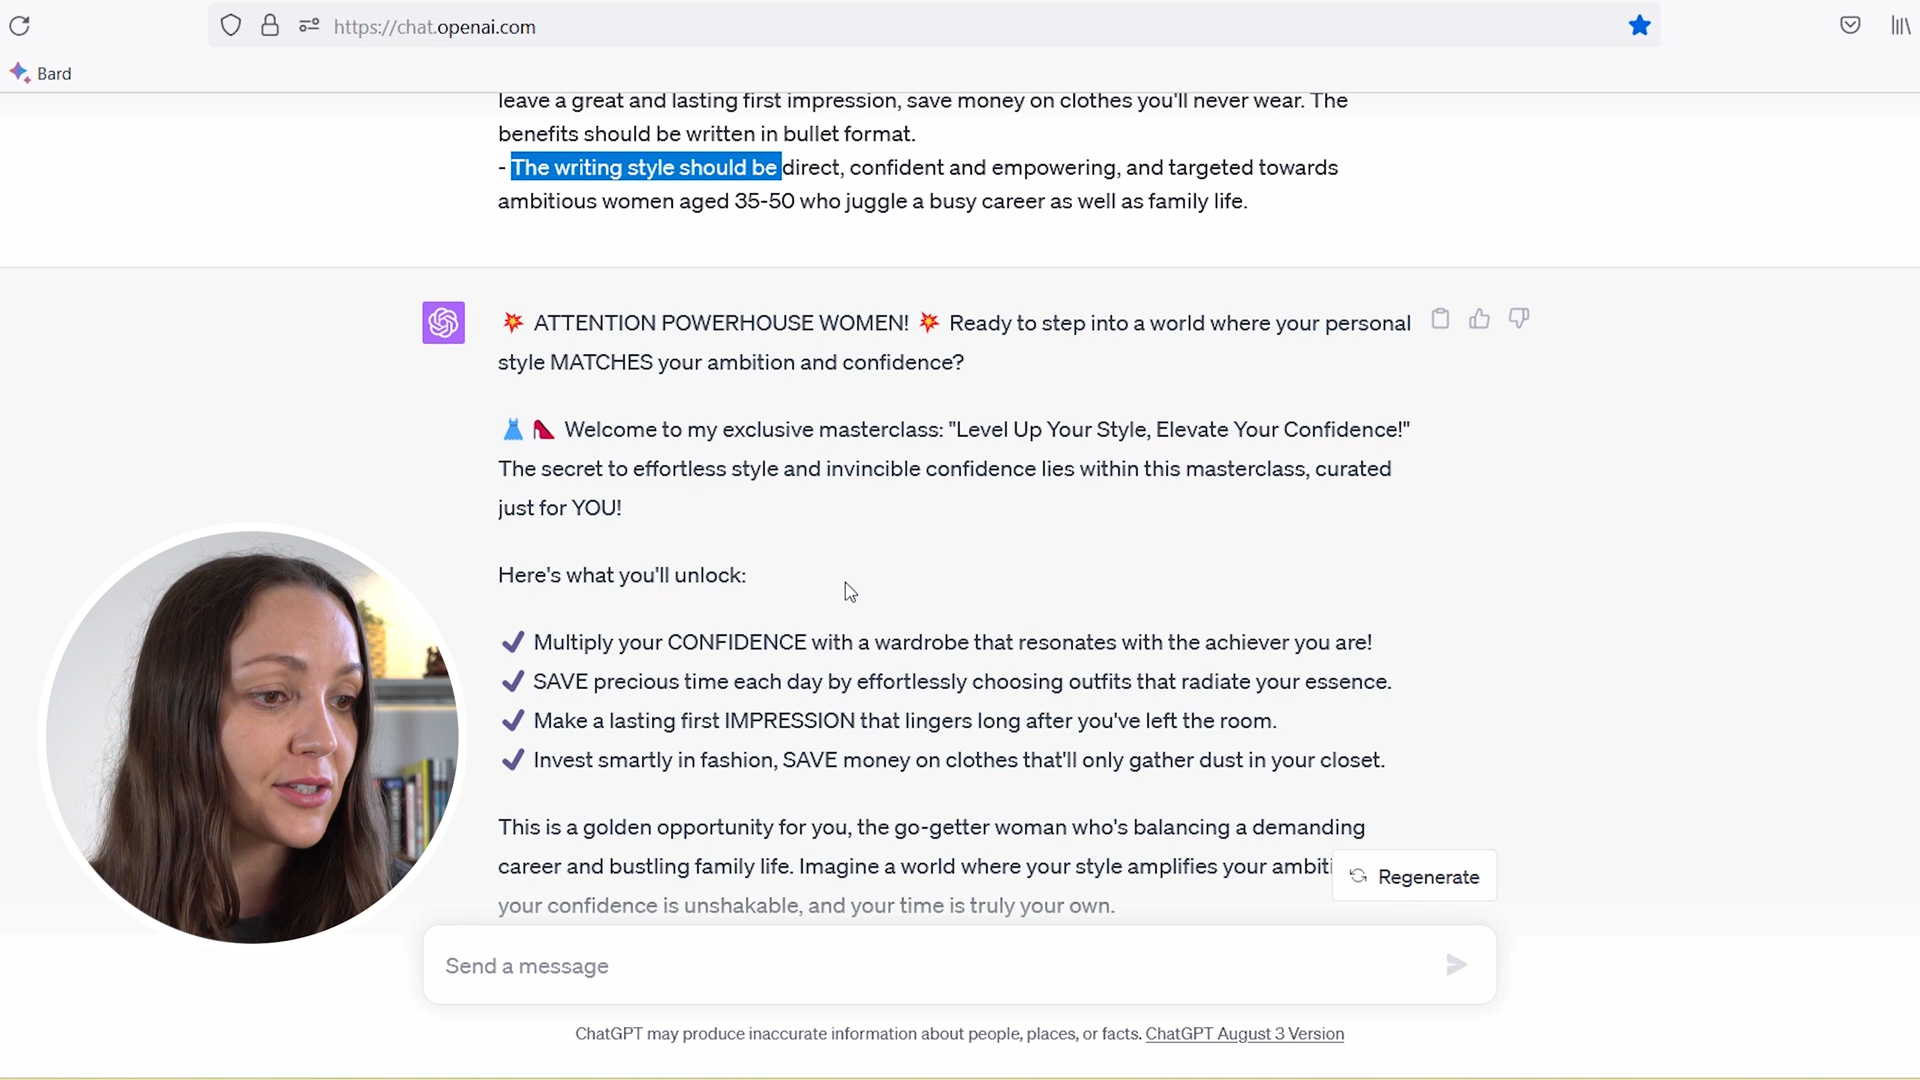 https://chat.openai.com
Bard
leave a great and lasting first impression, save money on clothes you'll never wear. The
benefits should be written in bullet format.
- The writing style should be direct, confident and empowering, and targeted towards
ambitious women aged 35-50 who juggle a busy career as well as family life.
💥 ATTENTION POWERHOUSE WOMEN! 💥 Ready to step into a world where your personal
style MATCHES your ambition and confidence?
👗 👠 Welcome to my exclusive masterclass: "Level Up Your Style, Elevate Your Confidence!"
The secret to effortless style and invincible confidence lies within this masterclass, curated
just for YOU!
Here's what you'll unlock:
✔ Multiply your CONFIDENCE with a wardrobe that resonates with the achiever you are!
✔ SAVE precious time each day by effortlessly choosing outfits that radiate your essence.
✔ Make a lasting first IMPRESSION that lingers long after you've left the room.
✔ Invest smartly in fashion, SAVE money on clothes that'll only gather dust in your closet.
This is a golden opportunity for you, the go-getter woman who's balancing a demanding
career and bustling family life. Imagine a world where your style amplifies your
your confidence is unshakable, and your time is truly your own.
Regenerate
Send a message
ChatGPT may produce inaccurate information about people, places, or facts. ChatGPT August 3 Version